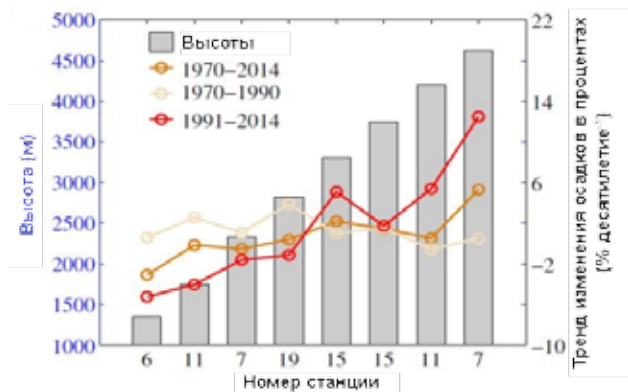 5000
4500
4000
3500
3000
2500
2000
1500
1000
Высота (м)
Высоты
1970–2014
1970–1990
1991–2014
22
14
6
−2
−10
Тренд изменения осадков в процентах
(% десятилетие⁻¹)
6 11 7 19 15 15 11 7
Номер станции